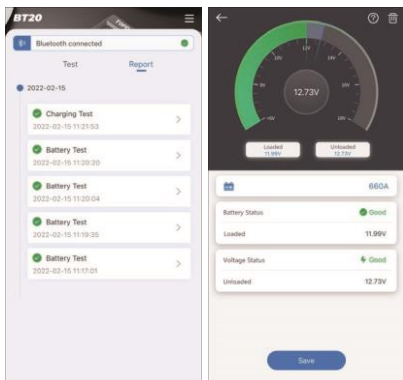 BT20
Bluetooth connected
Test Report
2022-02-15
Charging Test
2022-02-15 11:21:53
Battery Test
2022-02-15 11:20:20
Battery Test
2022-02-15 11:20:04
Battery Test
2022-02-15 11:19:35
Battery Test
2022-02-15 11:17:01
12.73V
Loaded
11.99V
Unloaded
12.73V
660A
Battery Status Good
Loaded 11.99V
Voltage Status Good
Unloaded 12.73V
Save